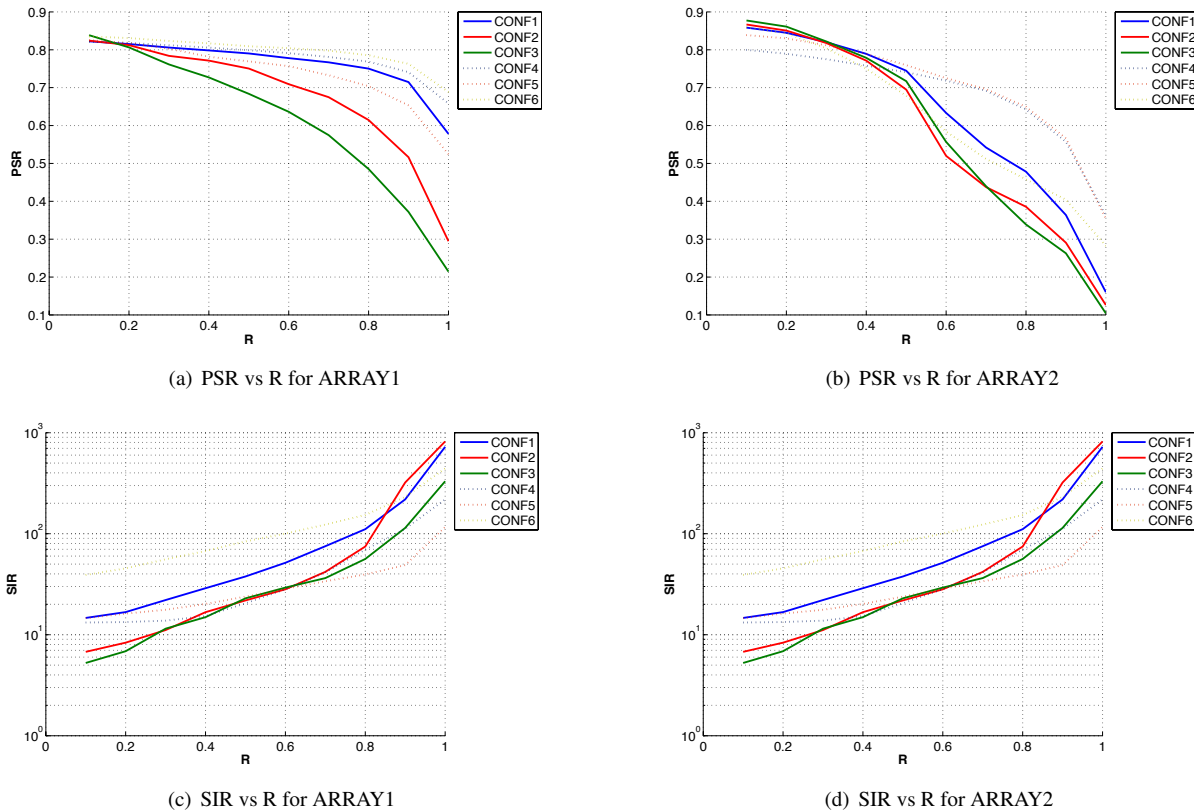 0.9
0.8
0.7
0.6
0.5
0.4
0.3
0.2
0.1
PSR
0 0.2 0.4 0.6 0.8 1
R
CONF1
CONF2
CONF3
CONF4
CONF5
CONF6
(a) PSR vs R for ARRAY1
0.9
0.8
0.7
0.6
0.5
0.4
0.3
0.2
0.1
PSR
0 0.2 0.4 0.6 0.8 1
R
CONF1
CONF2
CONF3
CONF4
CONF5
CONF6
(b) PSR vs R for ARRAY2
10³
10²
10¹
10⁰
SIR
0 0.2 0.4 0.6 0.8 1
R
CONF1
CONF2
CONF3
CONF4
CONF5
CONF6
(c) SIR vs R for ARRAY1
10³
10²
10¹
10⁰
SIR
0 0.2 0.4 0.6 0.8 1
R
CONF1
CONF2
CONF3
CONF4
CONF5
CONF6
(d) SIR vs R for ARRAY2